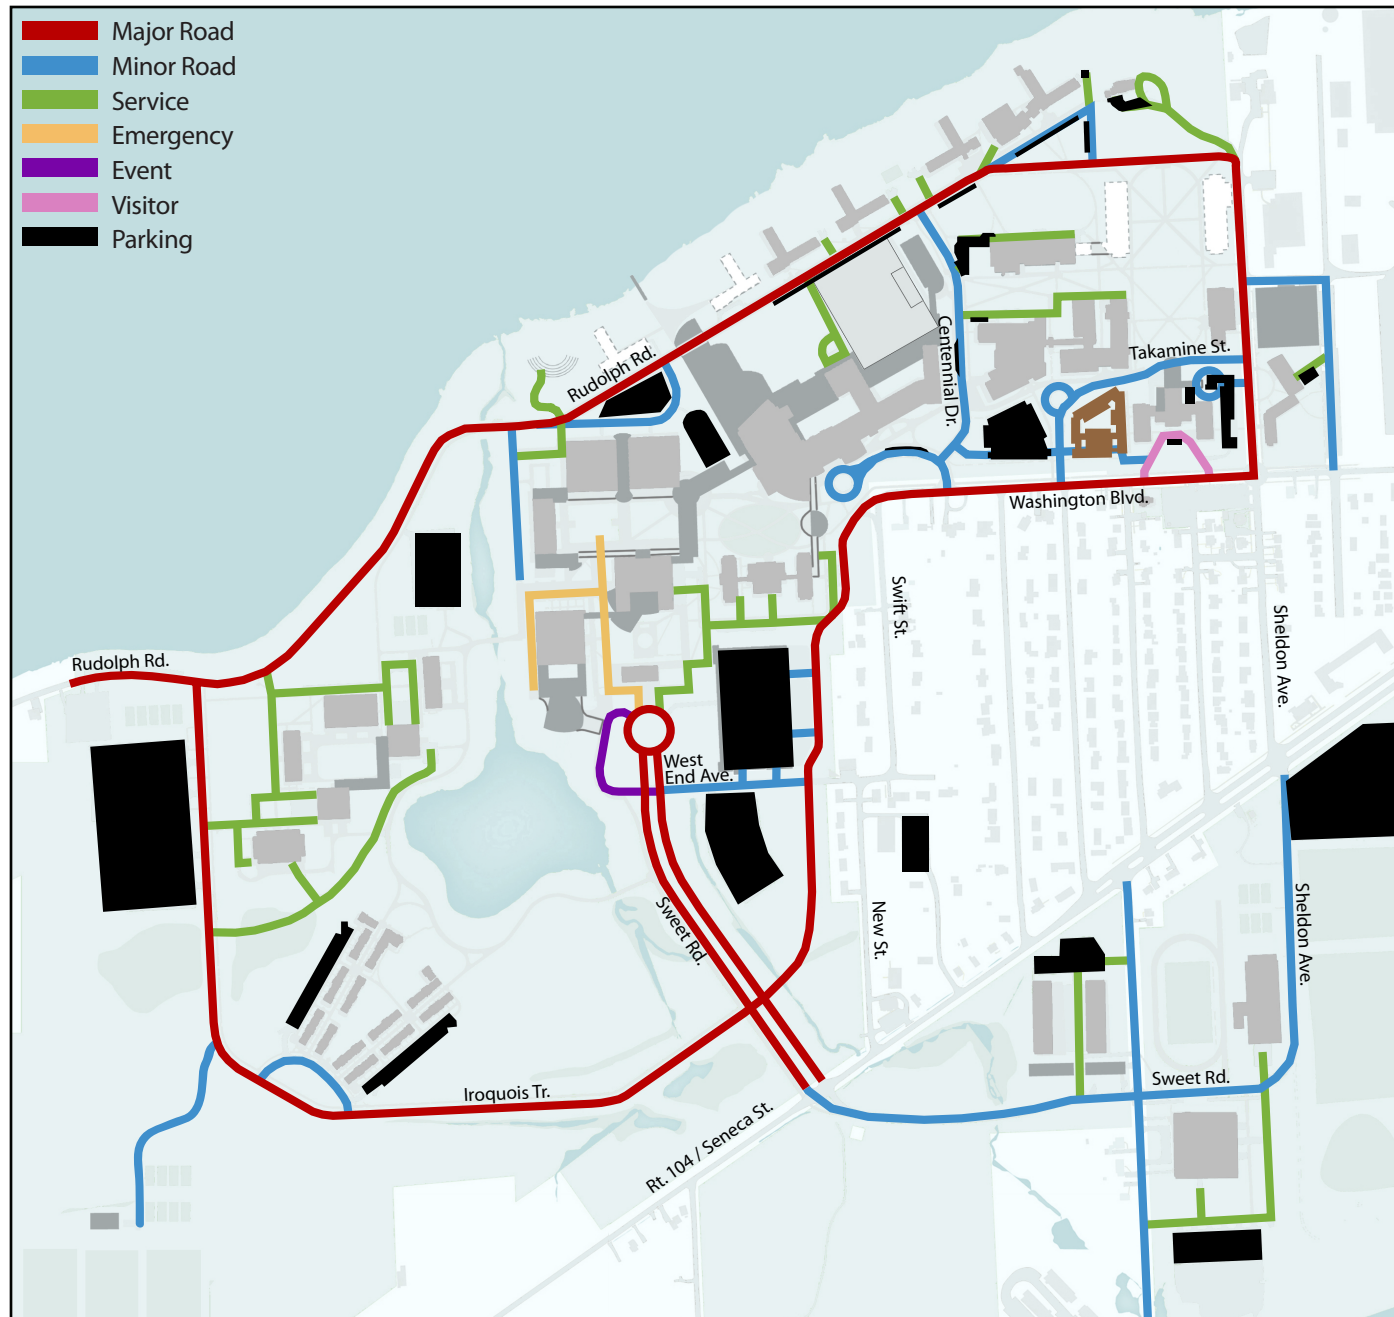 Major Road
Minor Road
Service
Emergency
Event
Visitor
Parking
Rudolph Rd.
Centennial Dr.
Takamine St.
Washington Blvd.
Swift St.
Sheldon Ave.
Rudolph Rd.
West
End Ave.
Sweet Rd.
New St.
Sheldon Ave.
Iroquois Tr.
Sweet Rd.
Rt. 104 / Seneca St.